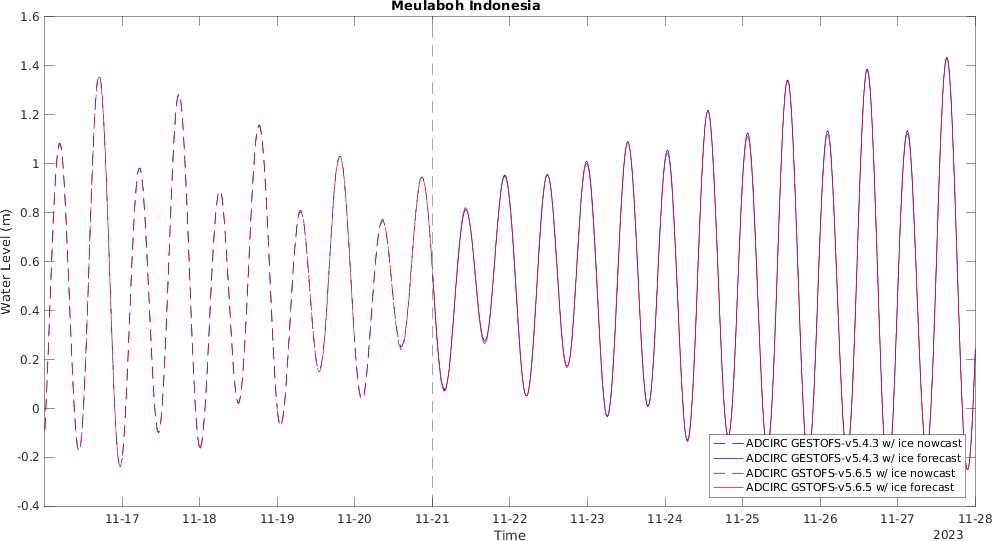 Meulaboh Indonesia
1.6
1.4
1.2
1
0.8
0.6
0.4
0.2
0
-0.2
-0.4
Water Level (m)
ADCIRC GESTOFS-v5.4.3 w/ ice nowcast
ADCIRC GESTOFS-v5.4.3 w/ ice forecast
ADCIRC GSTOFS-v5.6.5 w/ ice nowcast
ADCIRC GSTOFS-v5.6.5 w/ ice forecast
11-17 11-18 11-19 11-20 11-21 11-22 11-23 11-24 11-25 11-26 11-27 11-28
Time
2023